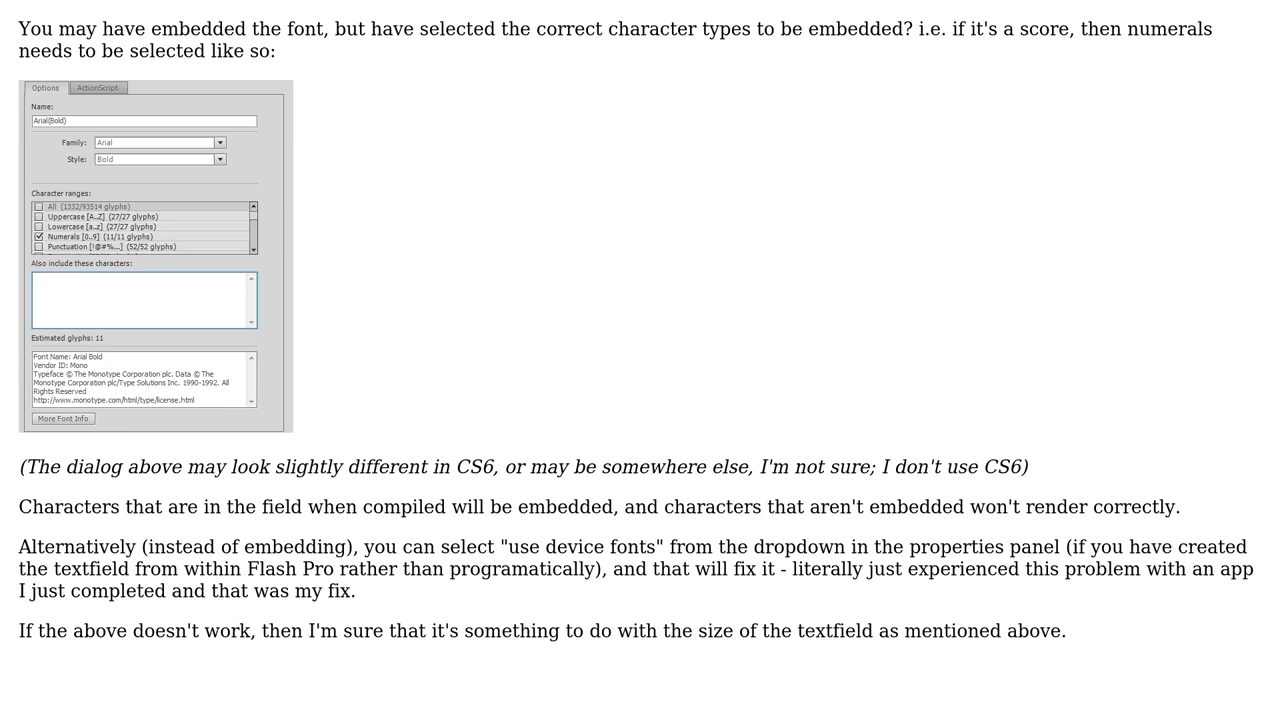 You may have embedded the font, but have selected the correct character types to be embedded? i.e. if it's a score, then numerals
needs to be selected like so:
Options ActionScript
Name:
Arial(Bold)
Family: Arial
Style: Bold
Character ranges:
All (1332/93514 glyphs)
Uppercase [A..Z] (27/27 glyphs)
Lowercase [a..z] (27/27 glyphs)
Numerals [0..9] (11/11 glyphs)
Punctuation [!@#%...] (52/52 glyphs)
Also include these characters:
Estimated glyphs: 11
Font Name: Arial Bold
Vendor ID: Mono
Typeface © The Monotype Corporation plc. Data © The
Monotype Corporation plc/Type Solutions Inc. 1990-1992. All
Rights Reserved
http://www.monotype.com/html/type/license.html
More Font Info
(The dialog above may look slightly different in CS6, or may be somewhere else, I'm not sure; I don't use CS6)
Characters that are in the field when compiled will be embedded, and characters that aren't embedded won't render correctly.
Alternatively (instead of embedding), you can select "use device fonts" from the dropdown in the properties panel (if you have created
the textfield from within Flash Pro rather than programatically), and that will fix it - literally just experienced this problem with an app
I just completed and that was my fix.
If the above doesn't work, then I'm sure that it's something to do with the size of the textfield as mentioned above.